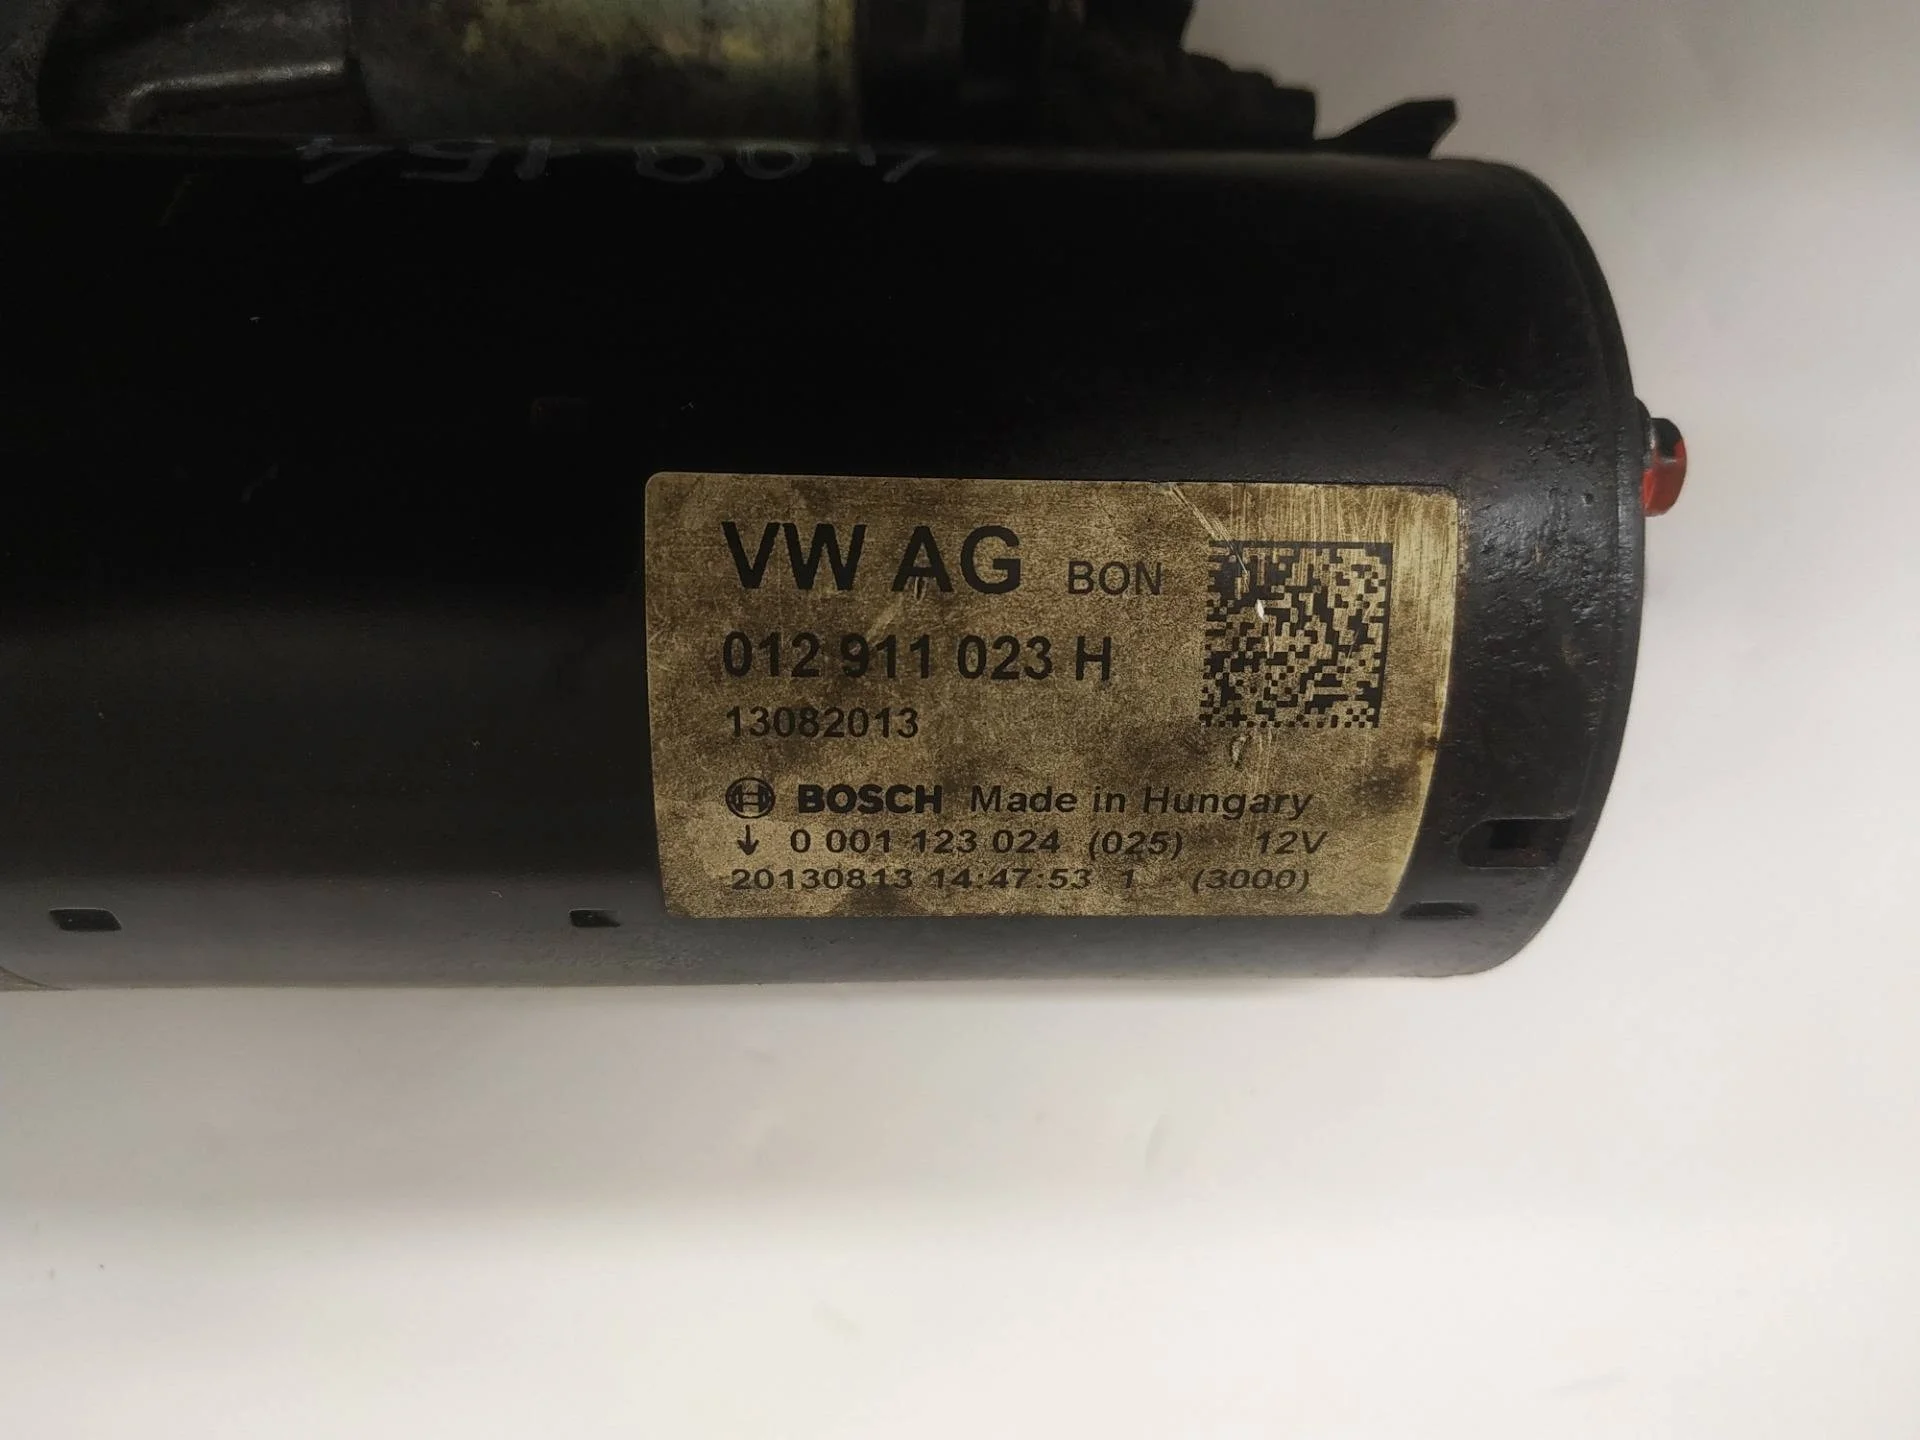 VW AG BON
012 911 023 H
13082013
BOSCH Made in Hungary
↓ 0 001 123 024 (025) 12V
20130813 14:47:53 1 (3000)